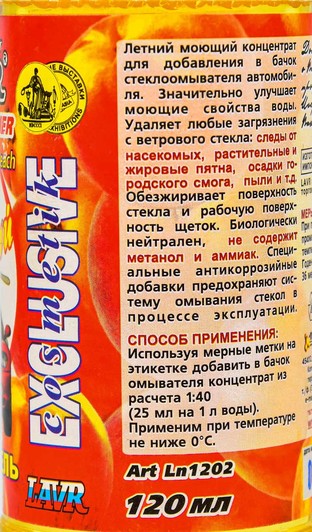 Летний моющий концентрат
для добавления в бачок
стеклоомывателя автомоби-
ля. Значительно улучшает
моющие свойства воды.
Удаляет любые загрязнения
с ветрового стекла: следы от
насекомых, растительные и
жировые пятна, осадки го-
родского смога, пыли и т.д.
Обезжиривает поверхность
стекла и рабочую поверх-
ность щеток. Биологически
нейтрален, не содержит
метанол и аммиак. Специ-
альные антикоррозийные
добавки предохраняют сис-
тему омывания стекол в
процессе эксплуатации.
СПОСОБ ПРИМЕНЕНИЯ:
Используя мерные метки на
этикетке добавить в бачок
омывателя концентрат из
расчета 1:40
(25 мл на 1 л воды).
Применим при температуре
не ниже 0°С.
Art Ln1202
120 мл
EXCLUSIVE
cosmetik
LAVR